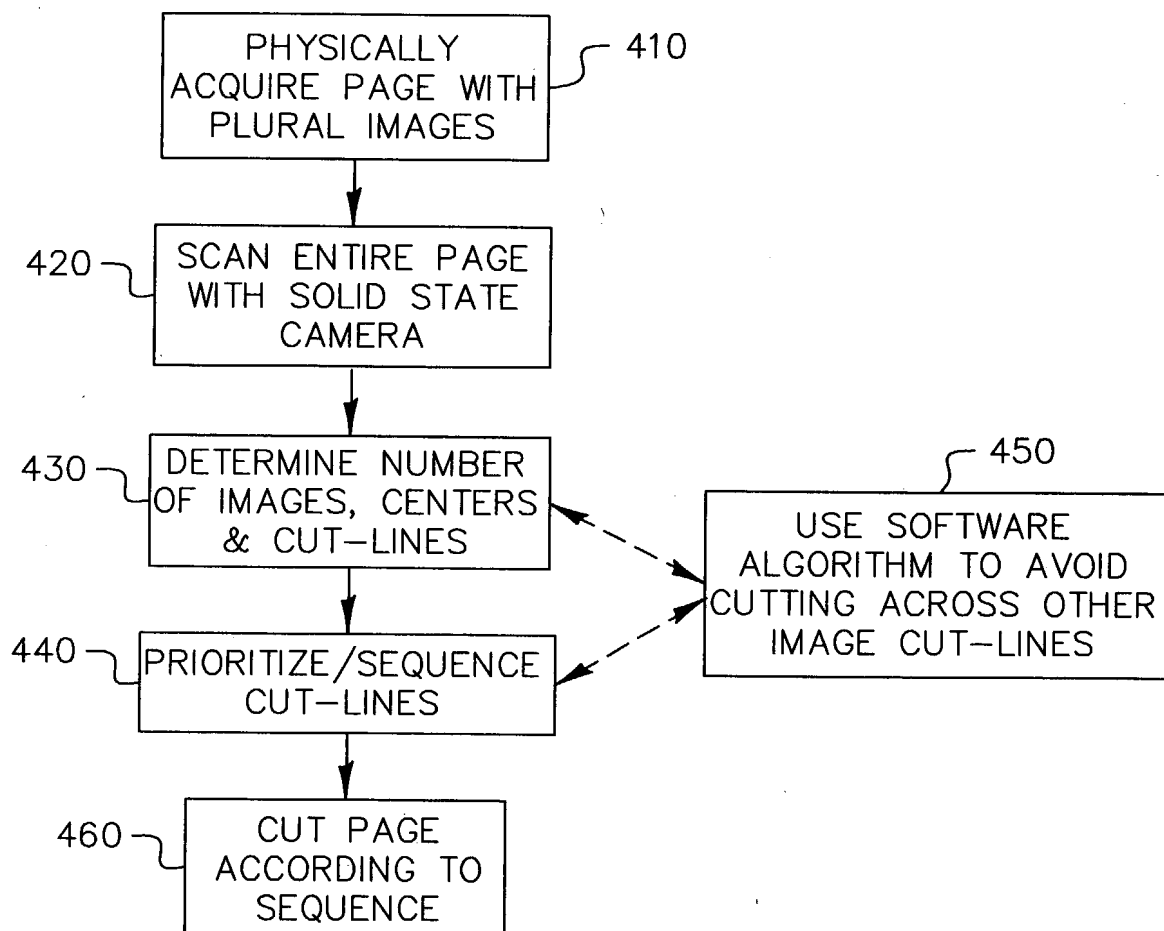 PHYSICALLY
ACQUIRE PAGE WITH
PLURAL IMAGES
410
420
SCAN ENTIRE PAGE
WITH SOLID STATE
CAMERA
430
DETERMINE NUMBER
OF IMAGES, CENTERS
& CUT-LINES
450
USE SOFTWARE
ALGORITHM TO AVOID
CUTTING ACROSS OTHER
IMAGE CUT-LINES
440
PRIORITIZE/SEQUENCE
CUT-LINES
460
CUT PAGE
ACCORDING TO
SEQUENCE